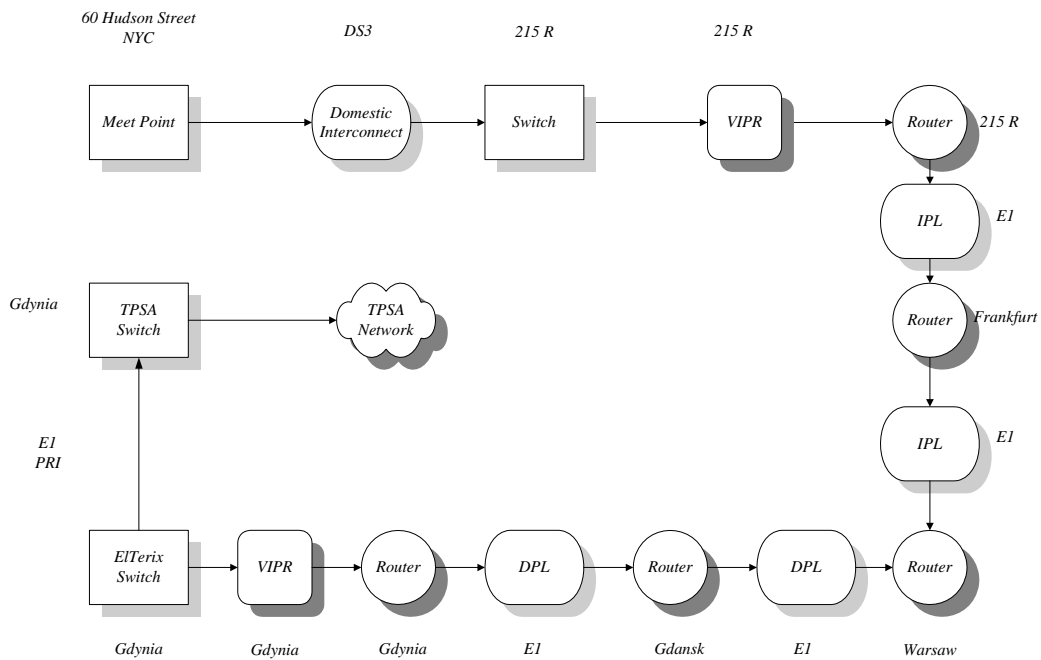 60 Hudson Street
NYC
DS3
215 R
215 R
Meet Point
Domestic
Interconnect
Switch
VIPR
Router
215 R
IPL
E1
Gdynia
TPSA
Switch
TPSA
Network
Router
Frankfurt
E1
PRI
IPL
E1
ElTerix
Switch
VIPR
Router
DPL
Router
DPL
Router
Gdynia
Gdynia
Gdynia
E1
Gdansk
E1
Warsaw